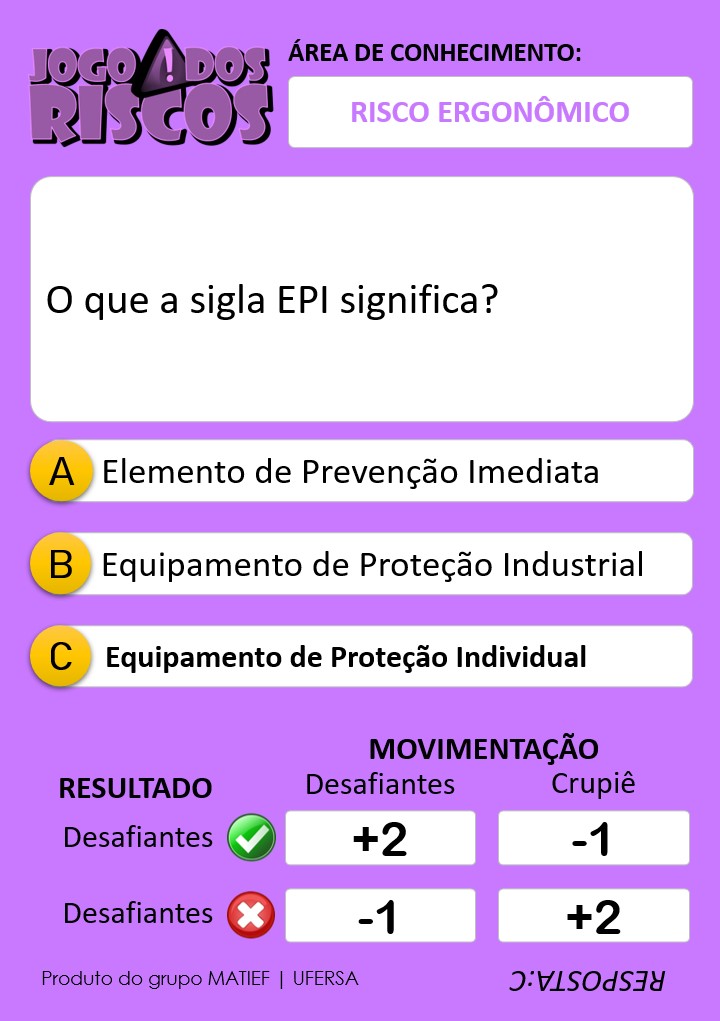 JOGO DOS
RISCOS
ÁREA DE CONHECIMENTO:
RISCO ERGONÔMICO
O que a sigla EPI significa?
A Elemento de Prevenção Imediata
B Equipamento de Proteção Industrial
C Equipamento de Proteção Individual
MOVIMENTAÇÃO
RESULTADO Desafiantes Crupiê
Desafiantes +2 -1
Desafiantes -1 +2
Produto do grupo MATIEF | UFERSA
RESPOSTA:C